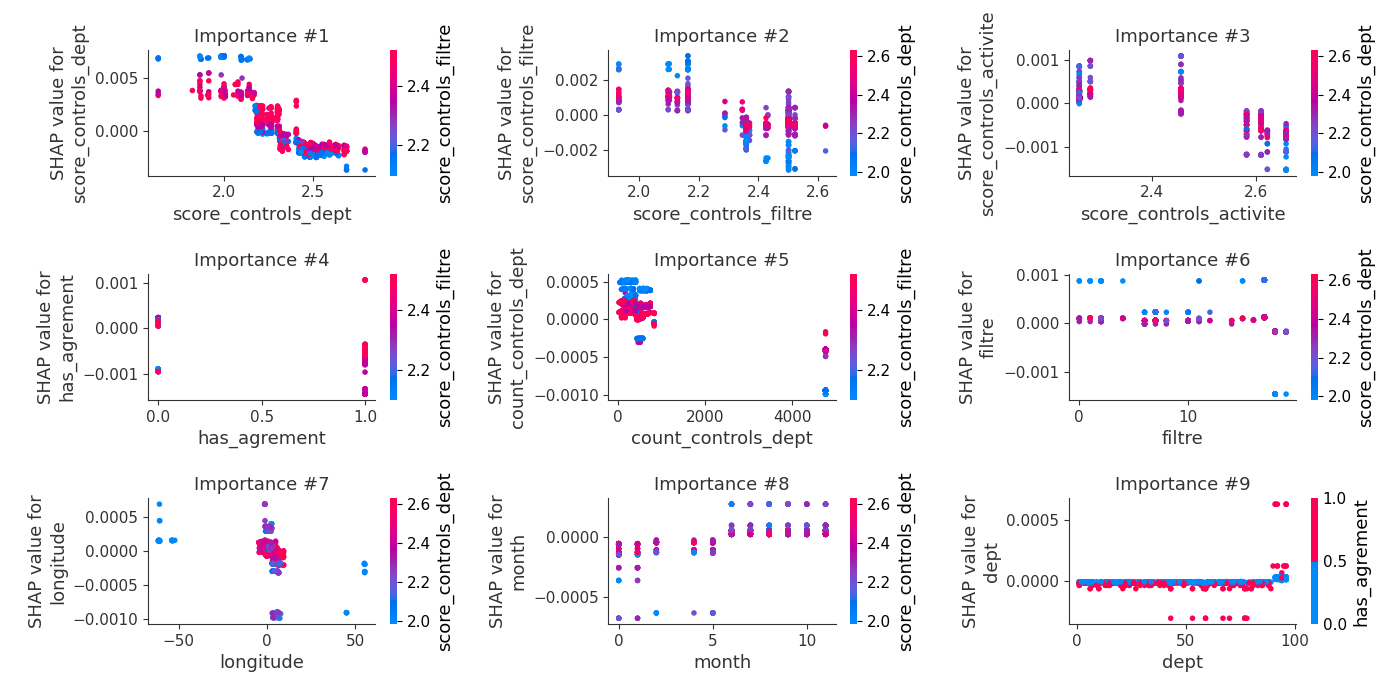 Importance #1
SHAP value for
score_controls_dept
0.005
0.000
2.0
2.5
score_controls_dept
2.4
2.2
score_controls_filtre
Importance #2
SHAP value for
score_controls_filtre
0.002
0.000
−0.002
2.0
2.2
2.4
2.6
score_controls_filtre
2.6
2.4
2.2
2.0
score_controls_dept
Importance #3
SHAP value for
score_controls_activite
0.001
0.000
−0.001
2.4
2.6
score_controls_activite
2.6
2.4
2.2
2.0
score_controls_dept
Importance #4
SHAP value for
has_agrement
0.001
0.000
−0.001
0.0
0.5
1.0
has_agrement
2.4
2.2
score_controls_filtre
Importance #5
SHAP value for
count_controls_dept
0.0005
0.0000
−0.0005
−0.0010
0
2000
4000
count_controls_dept
2.4
2.2
score_controls_filtre
Importance #6
SHAP value for
filtre
0.001
0.000
−0.001
0
10
filtre
2.6
2.4
2.2
2.0
score_controls_dept
Importance #7
SHAP value for
longitude
0.0005
0.0000
−0.0005
−0.0010
−50
0
50
longitude
2.6
2.4
2.2
2.0
score_controls_dept
Importance #8
SHAP value for
month
0.0000
−0.0005
0
5
10
month
2.6
2.4
2.2
2.0
score_controls_dept
Importance #9
SHAP value for
dept
0.0005
0.0000
0
50
100
dept
1.0
0.5
0.0
has_agrement